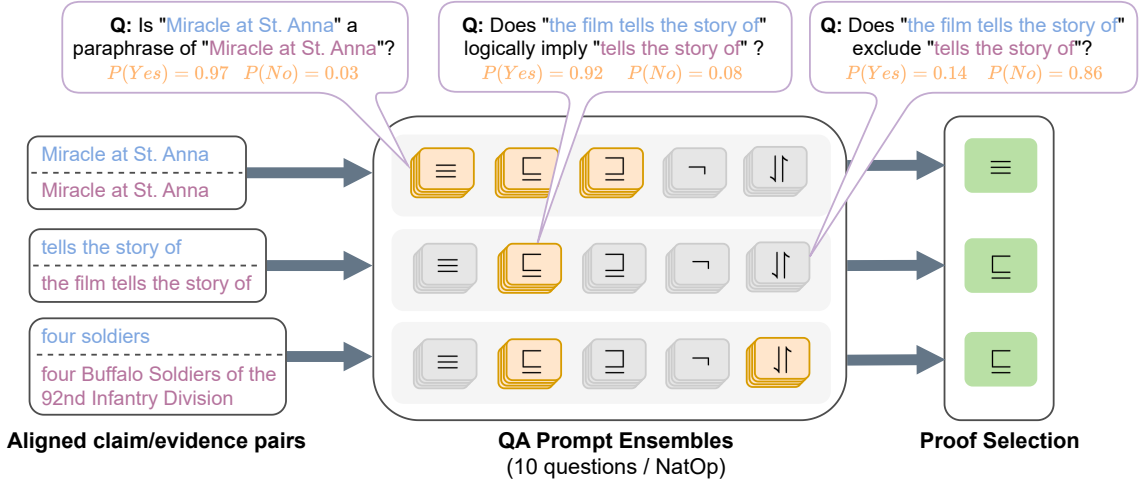 Q: Is "Miracle at St. Anna" a
paraphrase of "Miracle at St. Anna"?
P(Yes) = 0.97 P(No) = 0.03
Q: Does "the film tells the story of"
logically imply "tells the story of" ?
P(Yes) = 0.92 P(No) = 0.08
Q: Does "the film tells the story of"
exclude "tells the story of"?
P(Yes) = 0.14 P(No) = 0.86
Miracle at St. Anna
Miracle at St. Anna
≡ ⊑ ⊒ ¬ ⥯
≡
tells the story of
the film tells the story of
≡ ⊑ ⊒ ¬ ⥯
⊑
four soldiers
four Buffalo Soldiers of the
92nd Infantry Division
≡ ⊑ ⊒ ¬ ⥯
⊑
Aligned claim/evidence pairs
QA Prompt Ensembles
(10 questions / NatOp)
Proof Selection